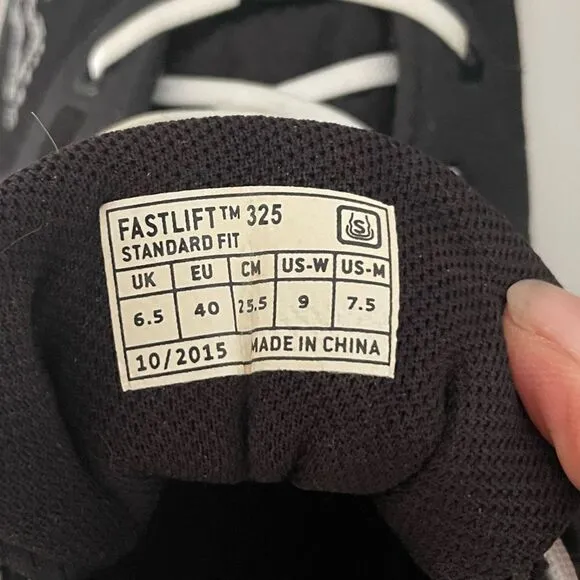 FASTLIFT™ 325
STANDARD FIT
S
UK EU CM US-W US-M
6.5 40 25.5 9 7.5
10/2015 MADE IN CHINA